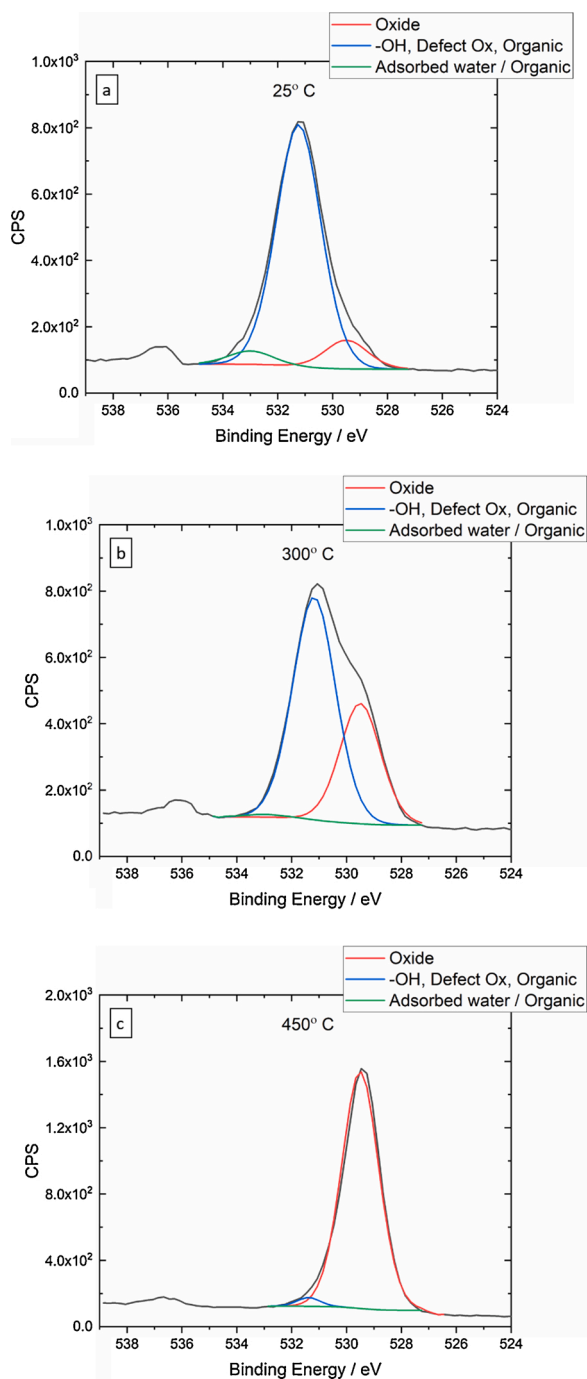 Oxide
-OH, Defect Ox, Organic
Adsorbed water / Organic
a
25° C
1.0x10³
8.0x10²
6.0x10²
4.0x10²
2.0x10²
0.0
CPS
538 536 534 532 530 528 526 524
Binding Energy / eV
Oxide
-OH, Defect Ox, Organic
Adsorbed water / Organic
b
300° C
1.0x10³
8.0x10²
6.0x10²
4.0x10²
2.0x10²
0.0
CPS
538 536 534 532 530 528 526 524
Binding Energy / eV
Oxide
-OH, Defect Ox, Organic
Adsorbed water / Organic
c
450° C
2.0x10³
1.6x10³
1.2x10³
8.0x10²
4.0x10²
0.0
CPS
538 536 534 532 530 528 526 524
Binding Energy / eV